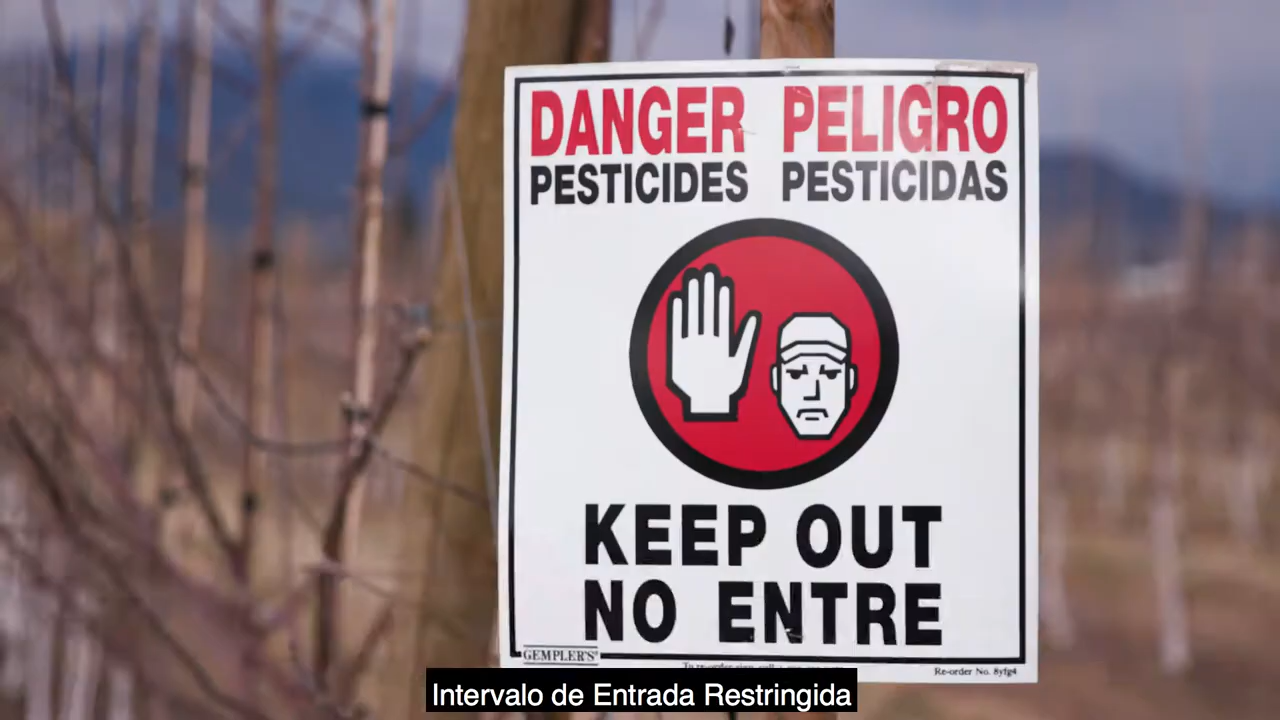 DANGER PELIGRO
PESTICIDES PESTICIDAS
KEEP OUT
NO ENTRE
GEMPLER'S
Re-order No. 8yfg4
Intervalo de Entrada Restringida